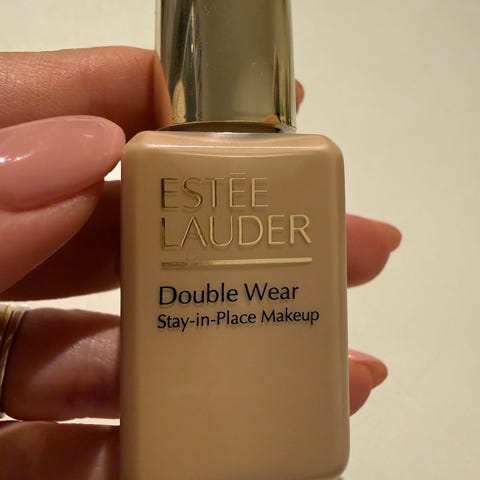 ESTĒE
LAUDER
Double Wear
Stay-in-Place Makeup